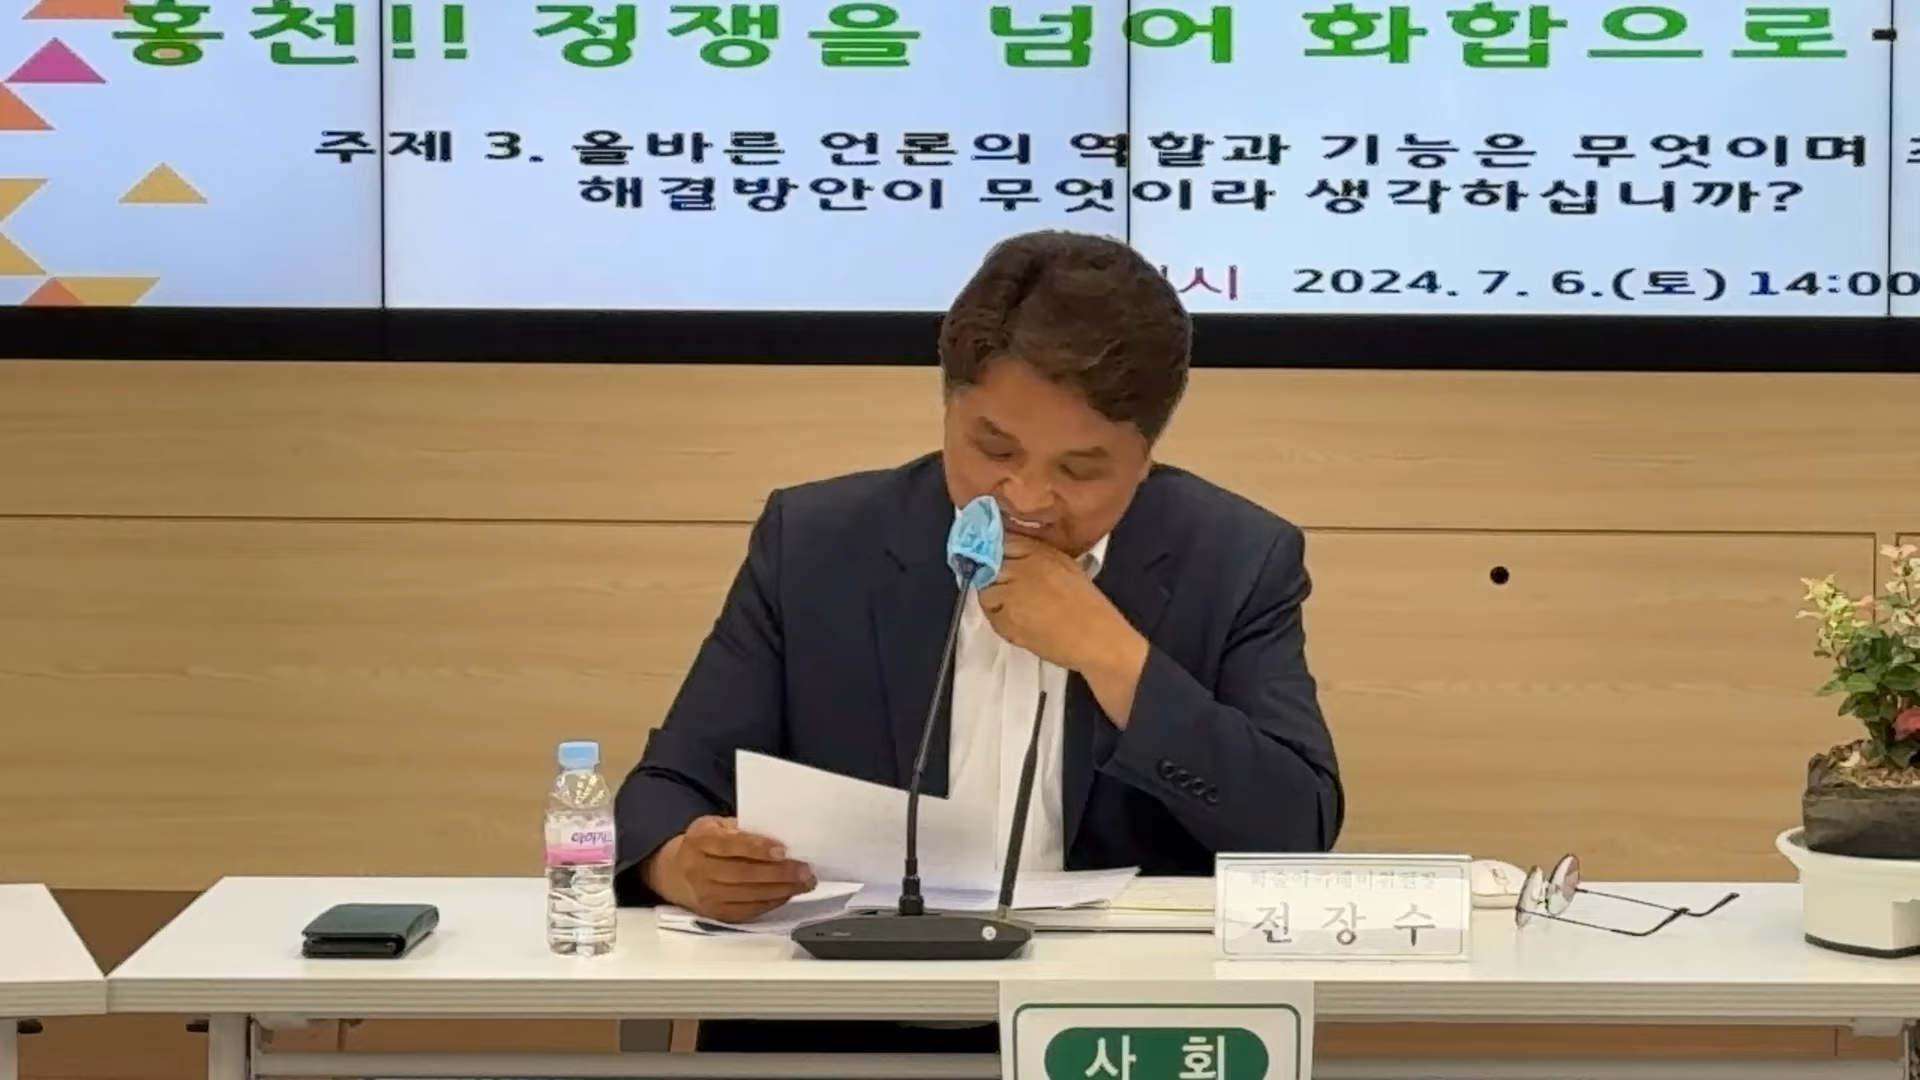 홍천!! 정쟁을 넘어 화합으로-
주제 3. 올바른 언론의 역할과 기능은 무엇이며
해결방안이 무엇이라 생각하십니까?
시 2024. 7. 6.(토) 14:00
전 장 수
사 회